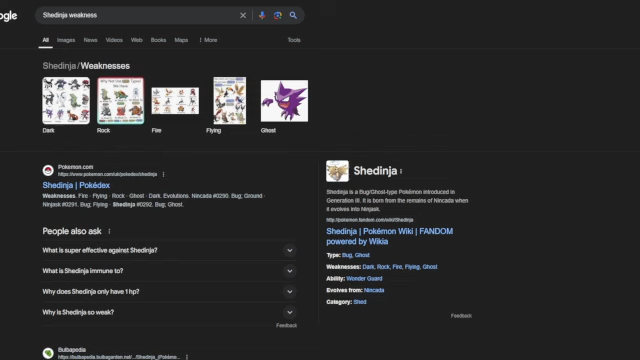 ogle
Shedinja weakness
All Images News Videos Web Books Maps More Tools
Shedinja/Weaknesses
Dark Rock Fire Flying Ghost
Pokemon.com
https://www.pokemon.com/uk/pokedex/shedinja
Shedinja | Pokédex
Weaknesses. Fire · Flying · Rock · Ghost · Dark. Evolutions. Nincada #0290. Bug; Ground ·
Ninjask #0291. Bug; Flying · Shedinja #0292. Bug; Ghost.
People also ask
What is super effective against Shedinja?
What is Shedinja immune to?
Why does Shedinja only have 1 hp?
Why is Shedinja so weak?
Feedback
Bulbapedia
https://bulbapedia.bulbagarden.net/.../Shedinja_(Pokéme...
Shedinja
Shedinja is a Bug/Ghost-type Pokémon introduced in
Generation III. It is born from the remains of Nincada when
it evolves into Ninjask.
http://pokemon.fandom.com/wiki/Shedinja
Shedinja | Pokémon Wiki | FANDOM
powered by Wikia
Type: Bug, Ghost
Weaknesses: Dark, Rock, Fire, Flying, Ghost
Ability: Wonder Guard
Evolves from: Nincada
Category: Shed
Feedback